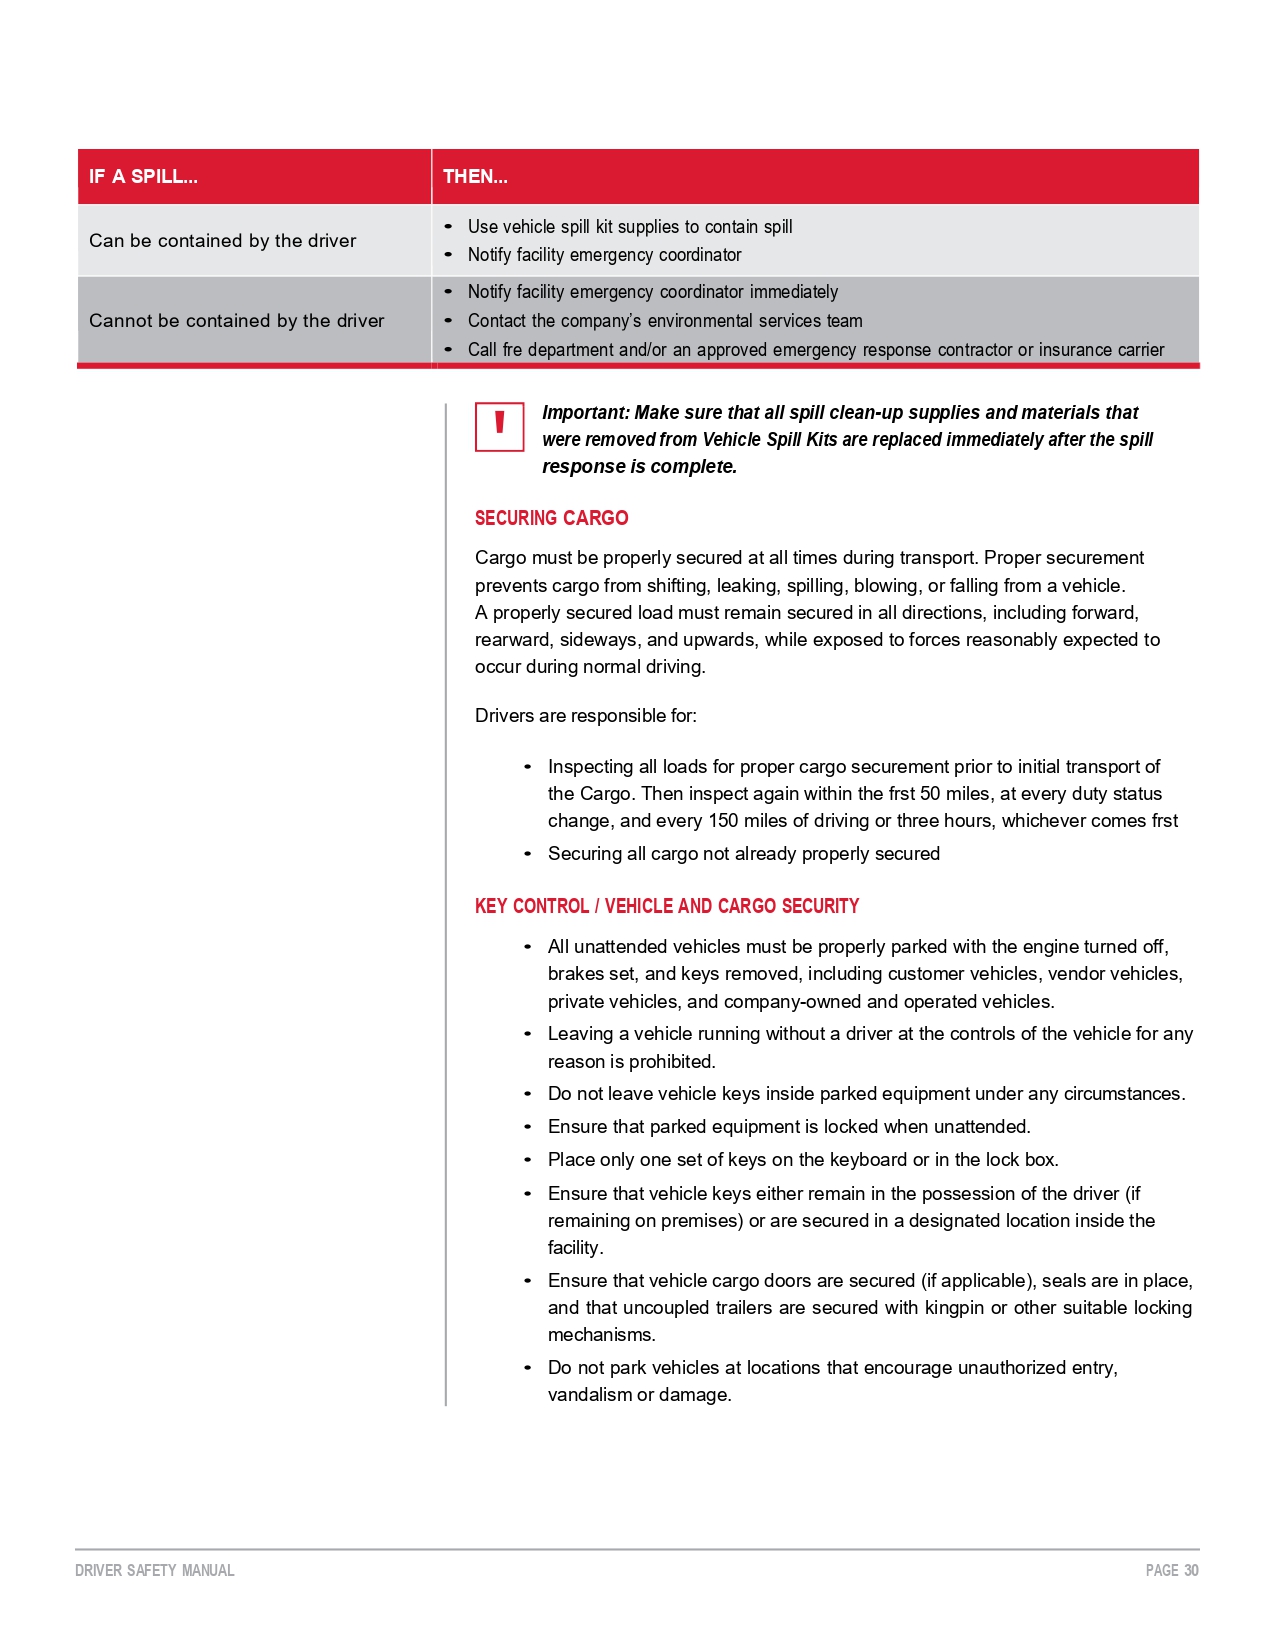 IF A SPILL...
THEN...
Can be contained by the driver
• Use vehicle spill kit supplies to contain spill
• Notify facility emergency coordinator
Cannot be contained by the driver
• Notify facility emergency coordinator immediately
• Contact the company's environmental services team
• Call fre department and/or an approved emergency response contractor or insurance carrier
Important: Make sure that all spill clean-up supplies and materials that
were removed from Vehicle Spill Kits are replaced immediately after the spill
response is complete.
SECURING CARGO
Cargo must be properly secured at all times during transport. Proper securement
prevents cargo from shifting, leaking, spilling, blowing, or falling from a vehicle.
A properly secured load must remain secured in all directions, including forward,
rearward, sideways, and upwards, while exposed to forces reasonably expected to
occur during normal driving.
Drivers are responsible for:
• Inspecting all loads for proper cargo securement prior to initial transport of
the Cargo. Then inspect again within the frst 50 miles, at every duty status
change, and every 150 miles of driving or three hours, whichever comes frst
• Securing all cargo not already properly secured
KEY CONTROL / VEHICLE AND CARGO SECURITY
• All unattended vehicles must be properly parked with the engine turned off,
brakes set, and keys removed, including customer vehicles, vendor vehicles,
private vehicles, and company-owned and operated vehicles.
• Leaving a vehicle running without a driver at the controls of the vehicle for any
reason is prohibited.
• Do not leave vehicle keys inside parked equipment under any circumstances.
• Ensure that parked equipment is locked when unattended.
• Place only one set of keys on the keyboard or in the lock box.
• Ensure that vehicle keys either remain in the possession of the driver (if
remaining on premises) or are secured in a designated location inside the
facility.
• Ensure that vehicle cargo doors are secured (if applicable), seals are in place,
and that uncoupled trailers are secured with kingpin or other suitable locking
mechanisms.
• Do not park vehicles at locations that encourage unauthorized entry,
vandalism or damage.
DRIVER SAFETY MANUAL
PAGE 30